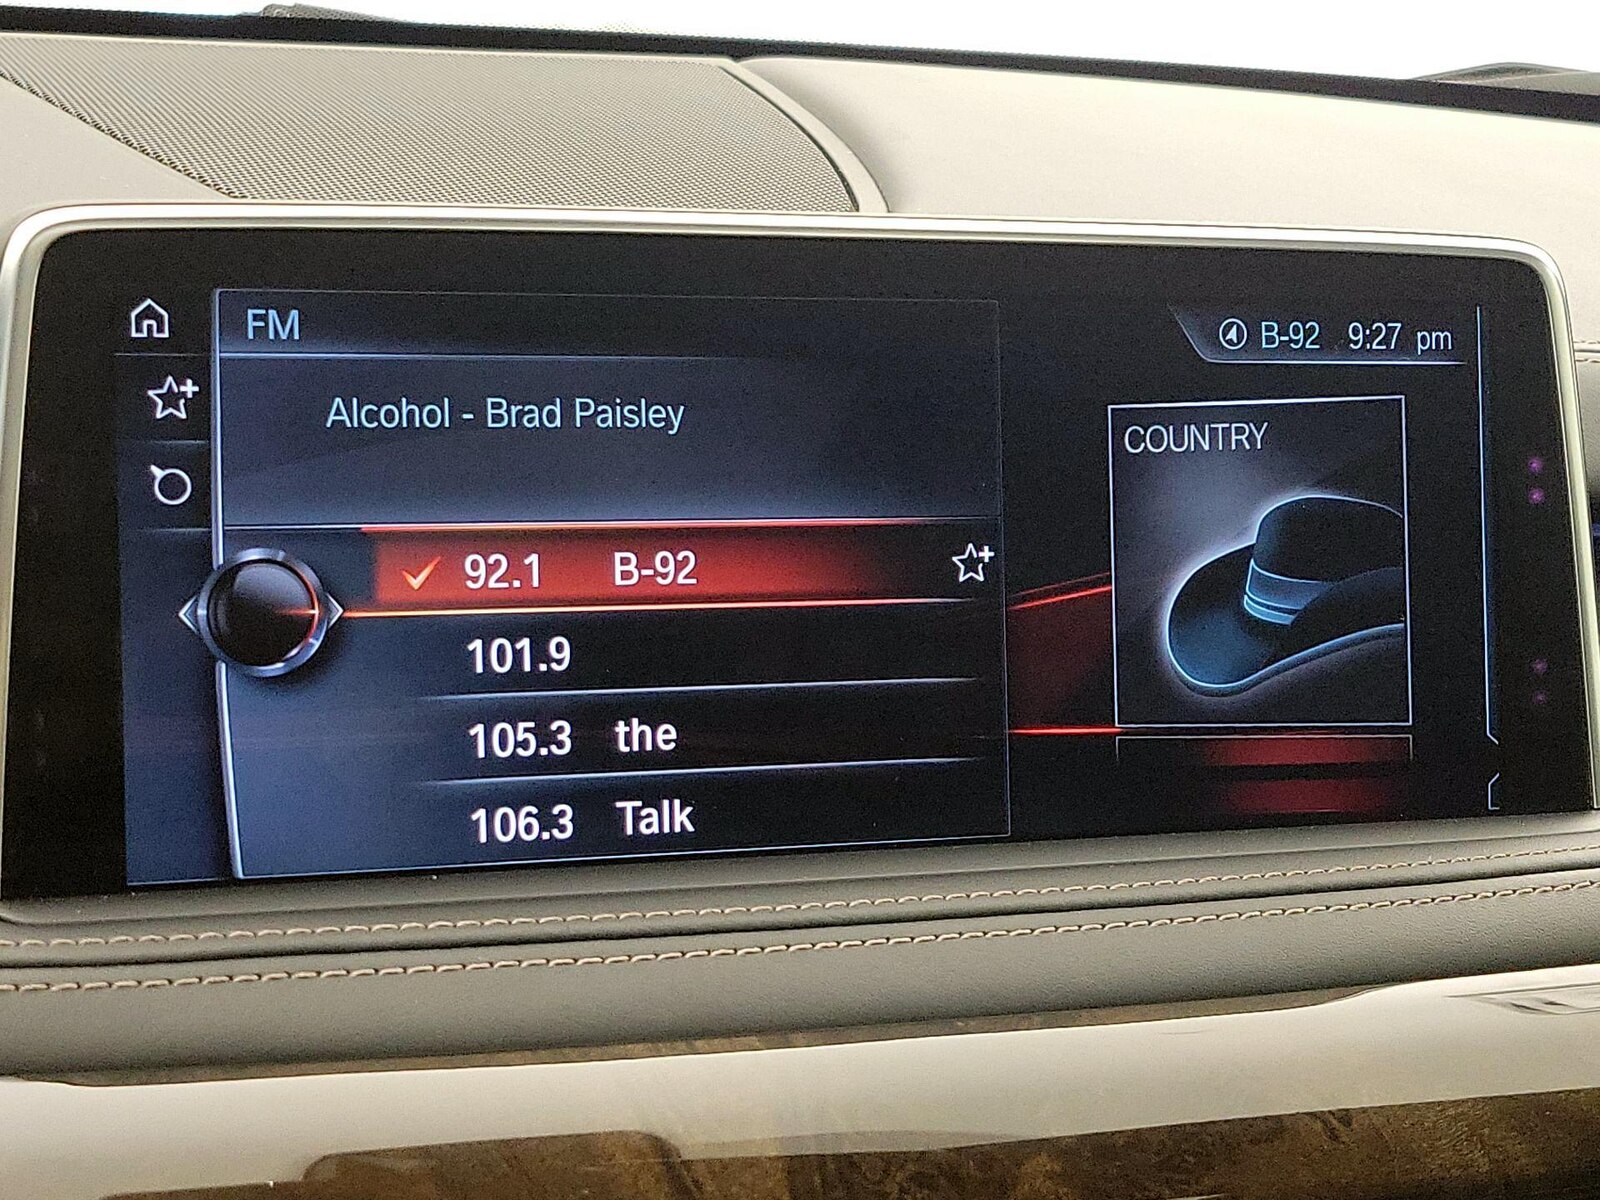 FM
B-92 9:27 pm
Alcohol - Brad Paisley
COUNTRY
92.1 B-92
101.9
105.3 the
106.3 Talk